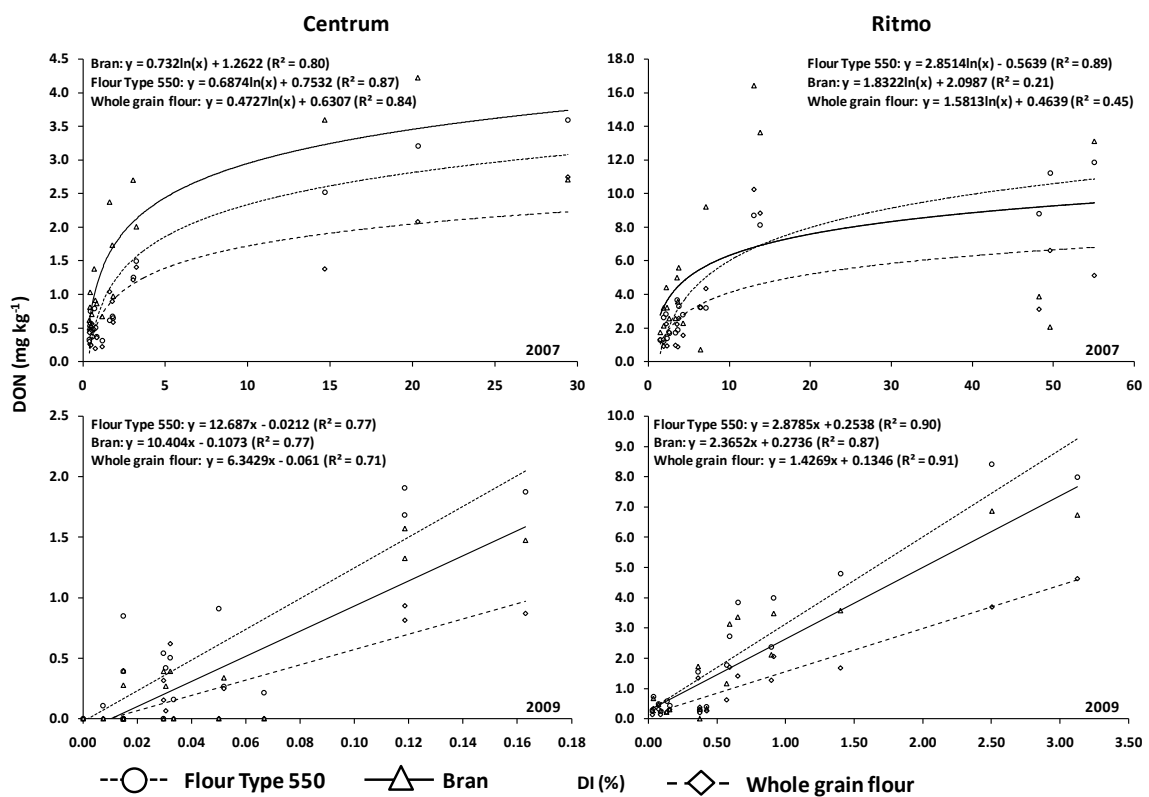 Centrum
Ritmo
DON (mg kg-1)
Bran: y = 0.732ln(x) + 1.2622 (R² = 0.80)
Flour Type 550: y = 0.6874ln(x) + 0.7532 (R² = 0.87)
Whole grain flour: y = 0.4727ln(x) + 0.6307 (R² = 0.84)
4.5
4.0
3.5
3.0
2.5
2.0
1.5
1.0
0.5
0.0
2007
0 5 10 15 20 25 30
Flour Type 550: y = 2.8514ln(x) - 0.5639 (R² = 0.89)
Bran: y = 1.8322ln(x) + 2.0987 (R² = 0.21)
Whole grain flour: y = 1.5813ln(x) + 0.4639 (R² = 0.45)
18.0
16.0
14.0
12.0
10.0
8.0
6.0
4.0
2.0
0.0
2007
0 10 20 30 40 50 60
Flour Type 550: y = 12.687x - 0.0212 (R² = 0.77)
Bran: y = 10.404x - 0.1073 (R² = 0.77)
Whole grain flour: y = 6.3429x - 0.061 (R² = 0.71)
2.5
2.0
1.5
1.0
0.5
0.0
2009
0.00 0.02 0.04 0.06 0.08 0.10 0.12 0.14 0.16 0.18
Flour Type 550: y = 2.8785x + 0.2538 (R² = 0.90)
Bran: y = 2.3652x + 0.2736 (R² = 0.87)
Whole grain flour: y = 1.4269x + 0.1346 (R² = 0.91)
10.0
9.0
8.0
7.0
6.0
5.0
4.0
3.0
2.0
1.0
0.0
2009
0.00 0.50 1.00 1.50 2.00 2.50 3.00 3.50
Flour Type 550 Bran DI (%) Whole grain flour